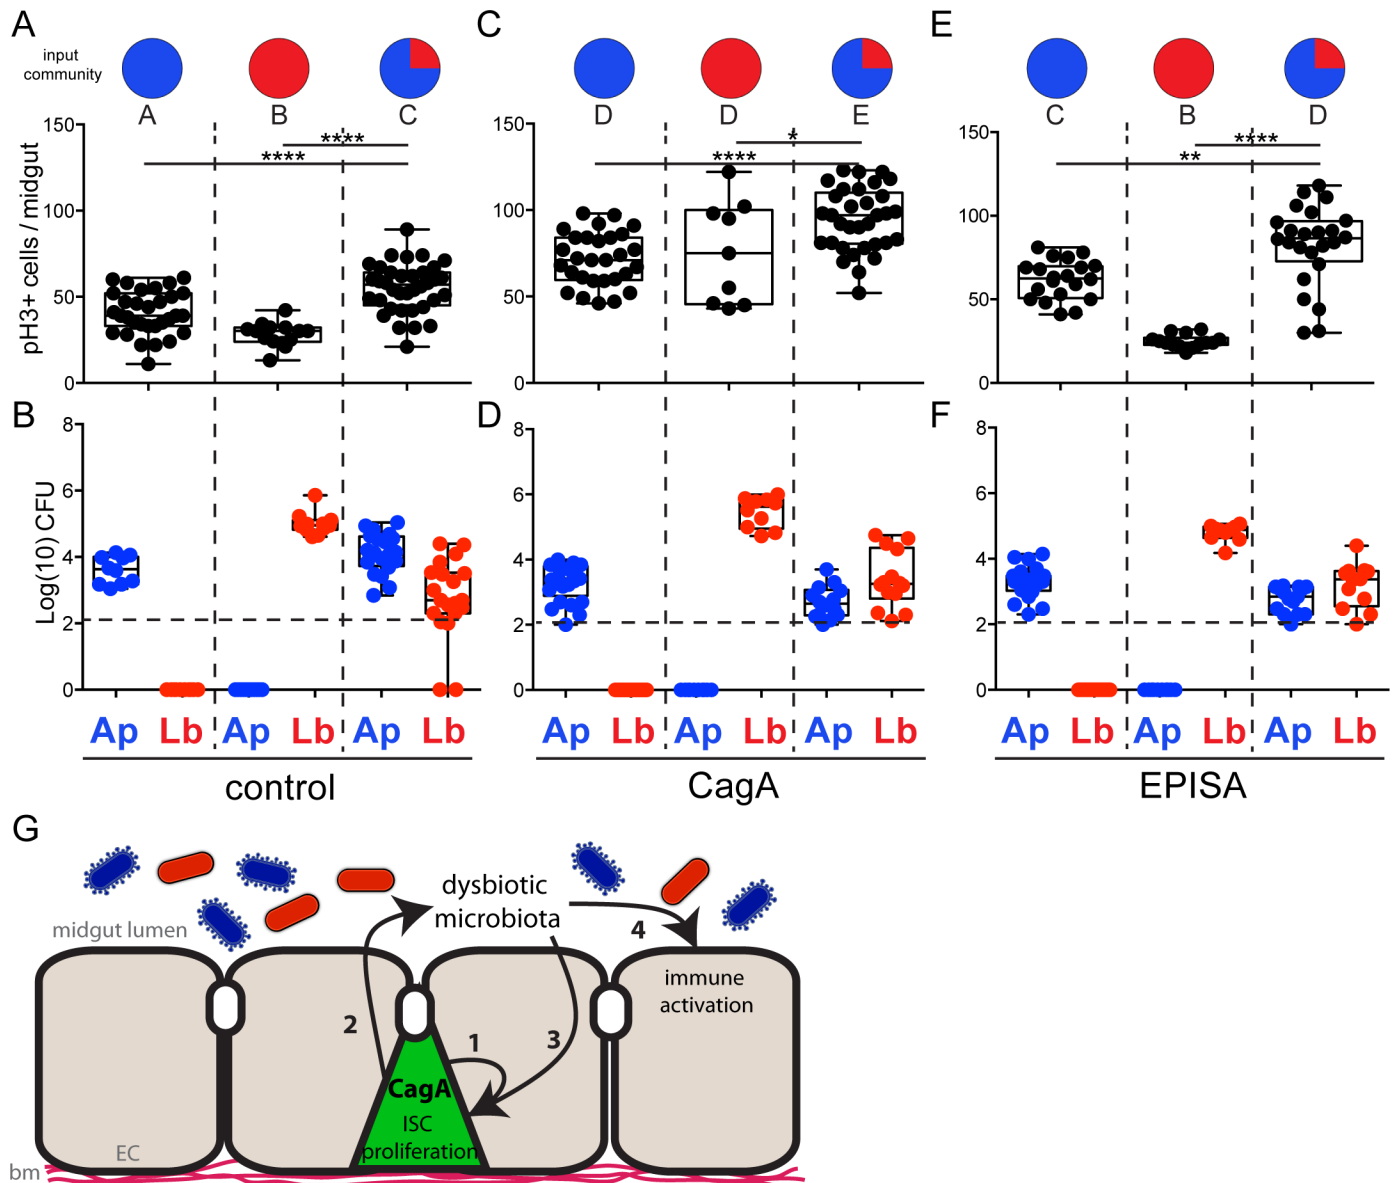 A
C
E
input
community
A
B
C
D
D
E
C
B
D
pH3+ cells / midgut
150
100
50
0
****
****
150
100
50
0
*
****
150
100
50
0
****
**
B
D
F
Log(10) CFU
8
6
4
2
0
8
6
4
2
0
8
6
4
2
0
Ap Lb Ap Lb Ap Lb
Ap Lb Ap Lb Ap Lb
Ap Lb Ap Lb Ap Lb
control
CagA
EPISA
G
dysbiotic
microbiota
midgut lumen
4
immune
activation
2
1
3
CagA
ISC
proliferation
EC
bm